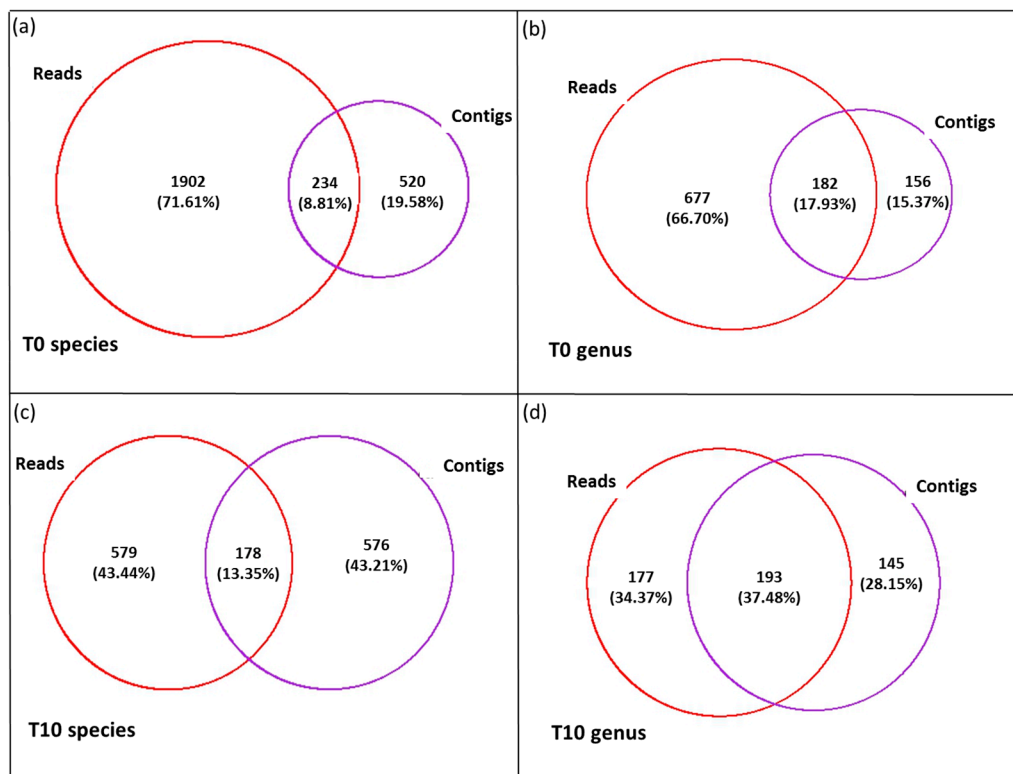 (a)
Reads
Contigs
1902
(71.61%)
234
(8.81%)
520
(19.58%)
T0 species
(b)
Reads
Contigs
677
(66.70%)
182
(17.93%)
156
(15.37%)
T0 genus
(c)
Reads
Contigs
579
(43.44%)
178
(13.35%)
576
(43.21%)
T10 species
(d)
Reads
Contigs
177
(34.37%)
193
(37.48%)
145
(28.15%)
T10 genus